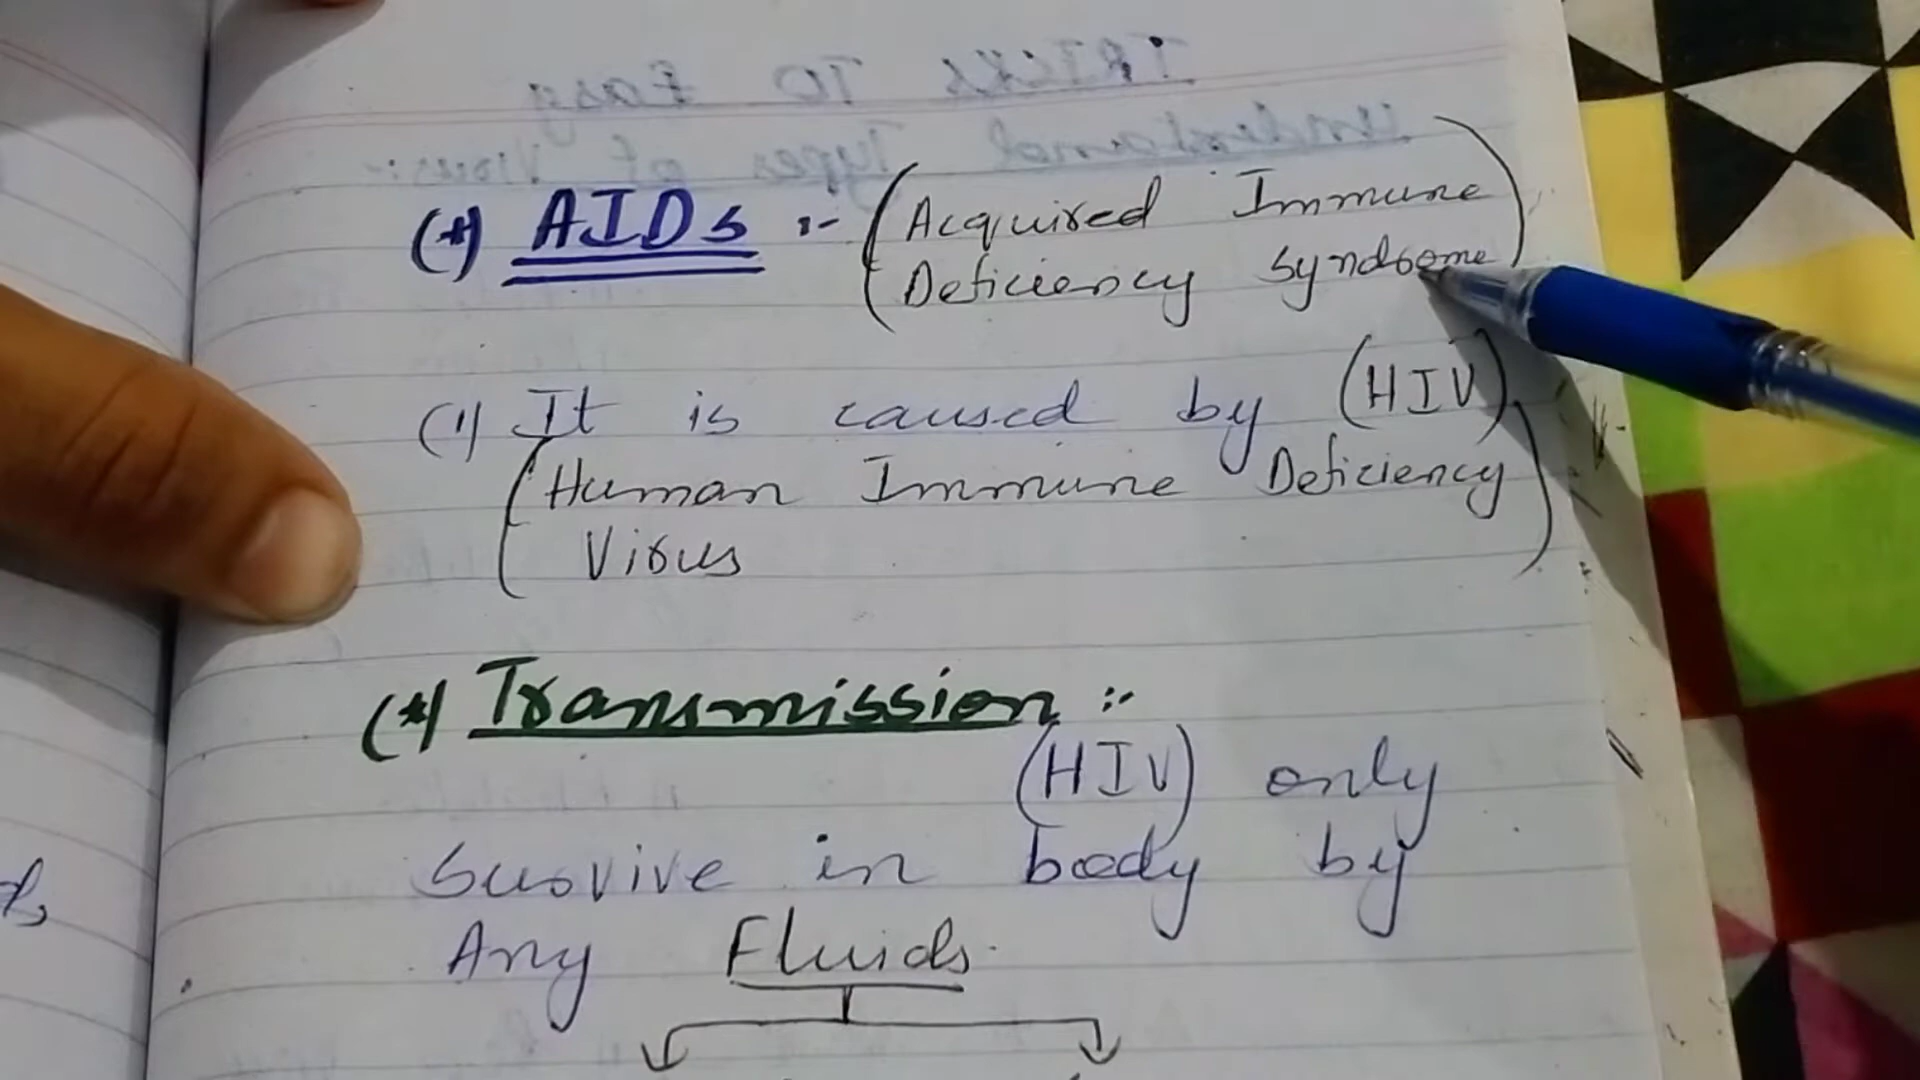 (*) AIDs :- (Acquired Immune
Deficiency Syndrome)
(1) It is caused by (HIV)
(Human Immune Deficiency
Virus)
(*) Transmission :-
(HIV) only
Survive in body by
Any Fluids.